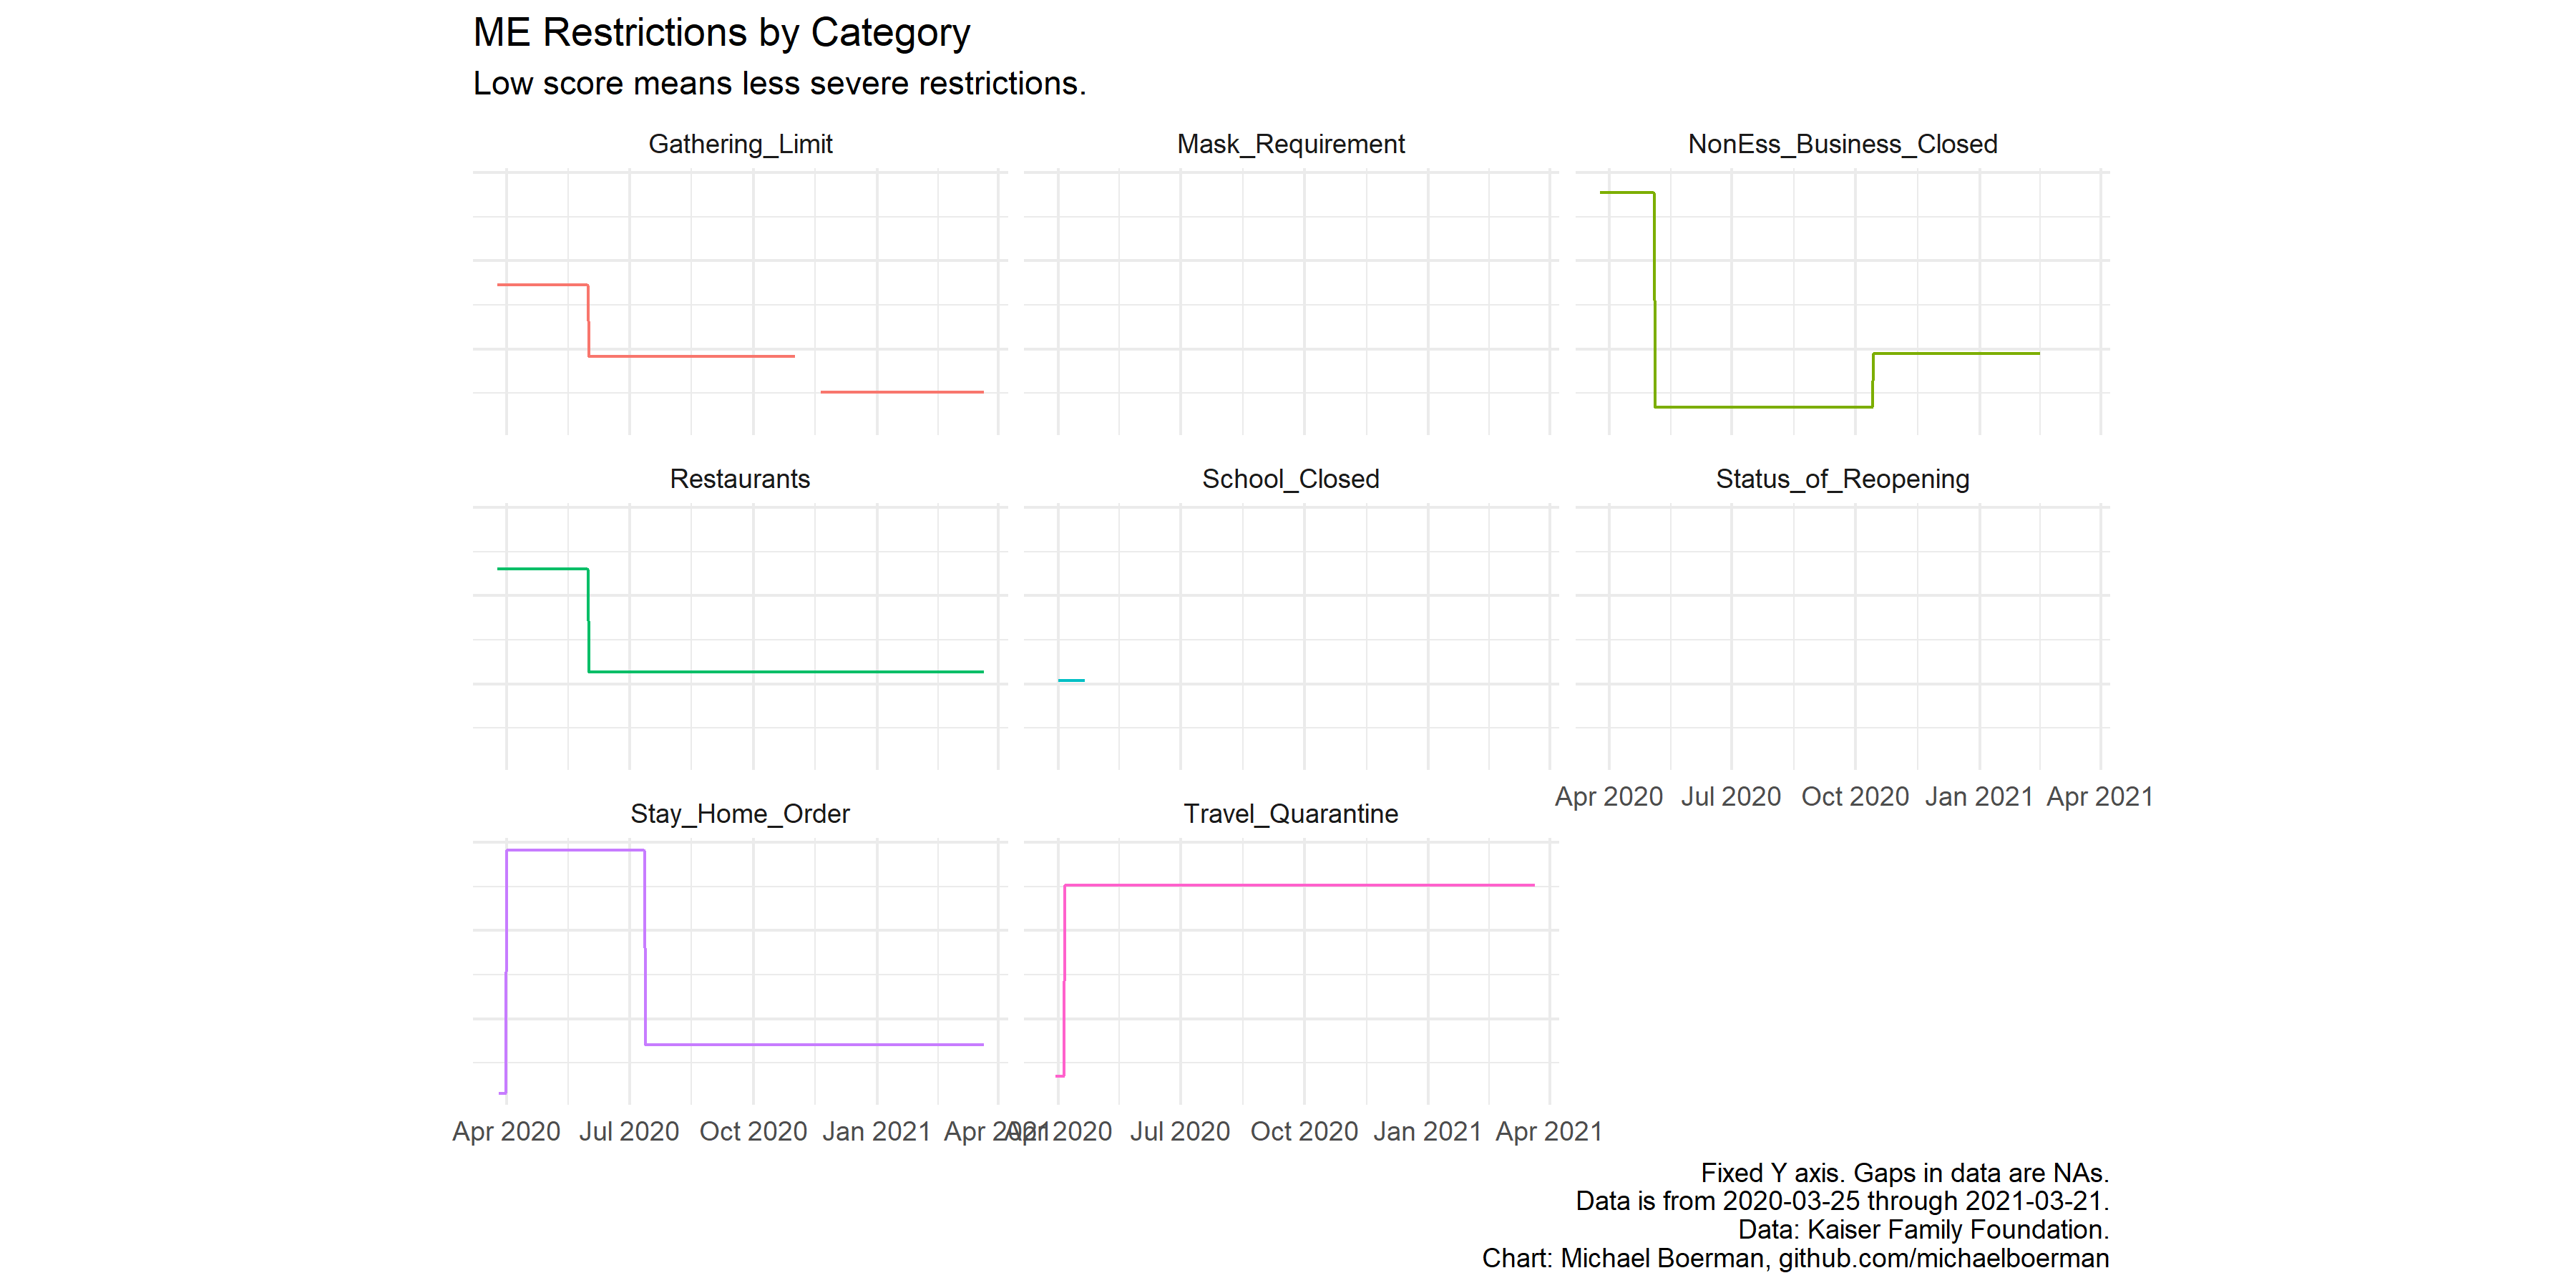 ME Restrictions by Category
Low score means less severe restrictions.
Gathering_Limit Mask_Requirement NonEss_Business_Closed
Restaurants School_Closed Status_of_Reopening
Apr 2020 Jul 2020 Oct 2020 Jan 2021 Apr 2021
Stay_Home_Order Travel_Quarantine
Apr 2020 Jul 2020 Oct 2020 Jan 2021 Apr 2021 Apr 2020 Jul 2020 Oct 2020 Jan 2021 Apr 2021
Fixed Y axis. Gaps in data are NAs.
Data is from 2020-03-25 through 2021-03-21.
Data: Kaiser Family Foundation.
Chart: Michael Boerman, github.com/michaelboerman